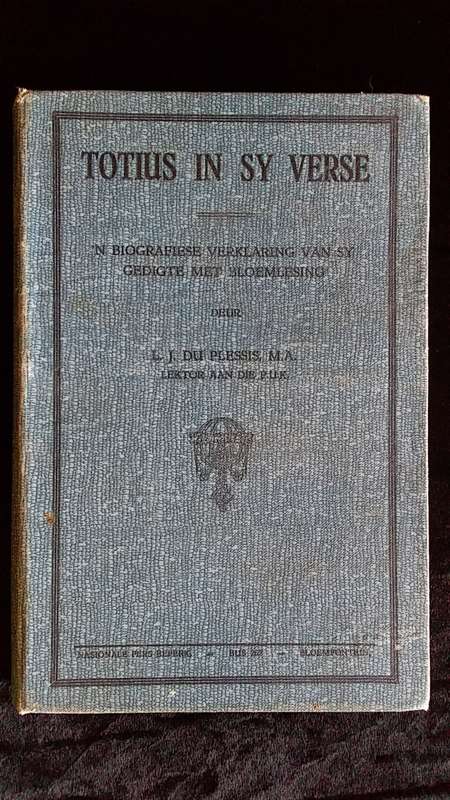 TOTIUS IN SY VERSE
'N BIOGRAFIESE VERKLARING VAN SY
GEDIGTE MET BLOEMLESING
DEUR
L. J. DU PLESSIS, M.A.
LEKTOR AAN DIE P.U.K.
NASIONALE PERS BEPERK — BUS — BLOEMFONTEIN